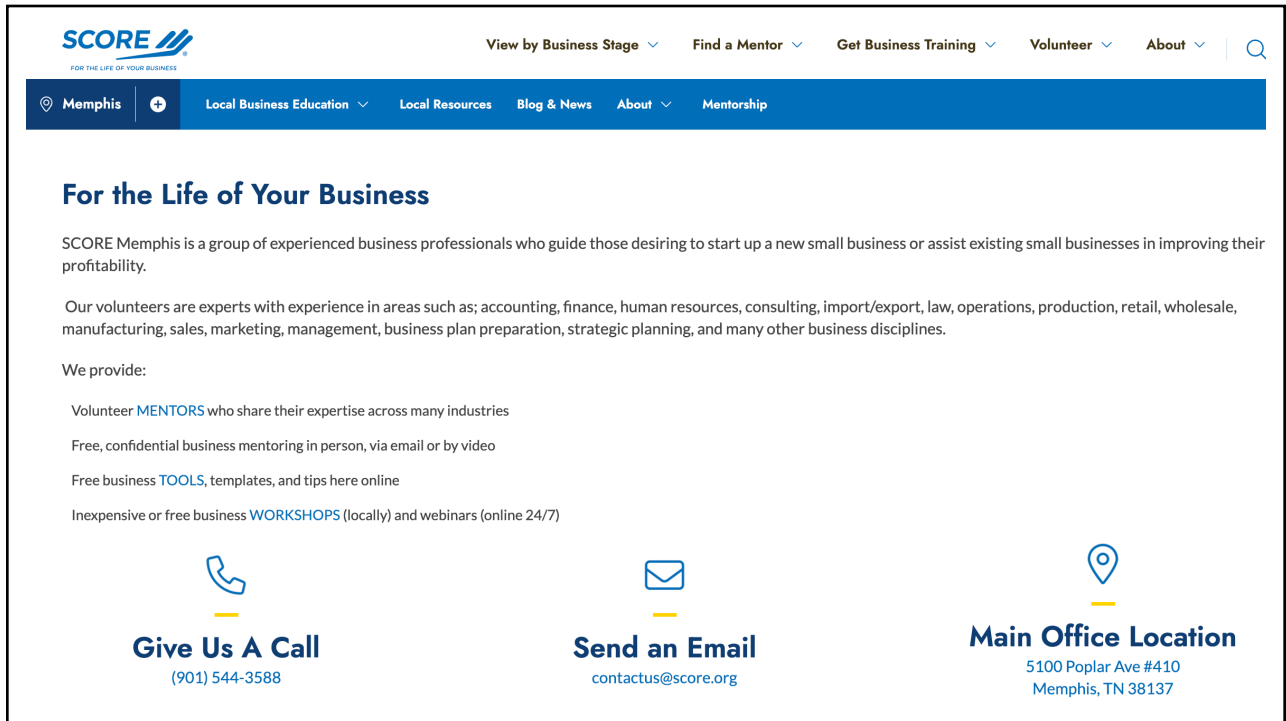 SCORE
FOR THE LIFE OF YOUR BUSINESS
View by Business Stage
Find a Mentor
Get Business Training
Volunteer
About
Memphis
Local Business Education
Local Resources
Blog & News
About
Mentorship
For the Life of Your Business
SCORE Memphis is a group of experienced business professionals who guide those desiring to start up a new small business or assist existing small businesses in improving their
profitability.
Our volunteers are experts with experience in areas such as; accounting, finance, human resources, consulting, import/export, law, operations, production, retail, wholesale,
manufacturing, sales, marketing, management, business plan preparation, strategic planning, and many other business disciplines.
We provide:
Volunteer MENTORS who share their expertise across many industries
Free, confidential business mentoring in person, via email or by video
Free business TOOLS, templates, and tips here online
Inexpensive or free business WORKSHOPS (locally) and webinars (online 24/7)
Give Us A Call
(901) 544-3588
Send an Email
contactus@score.org
Main Office Location
5100 Poplar Ave #410
Memphis, TN 38137